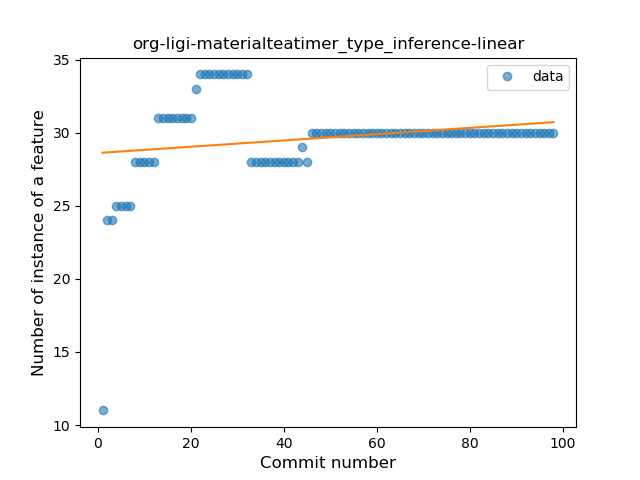 org-ligi-materialteatimer_type_inference-linear
data
35
30
25
20
15
10
Number of instance of a feature
0 20 40 60 80 100
Commit number